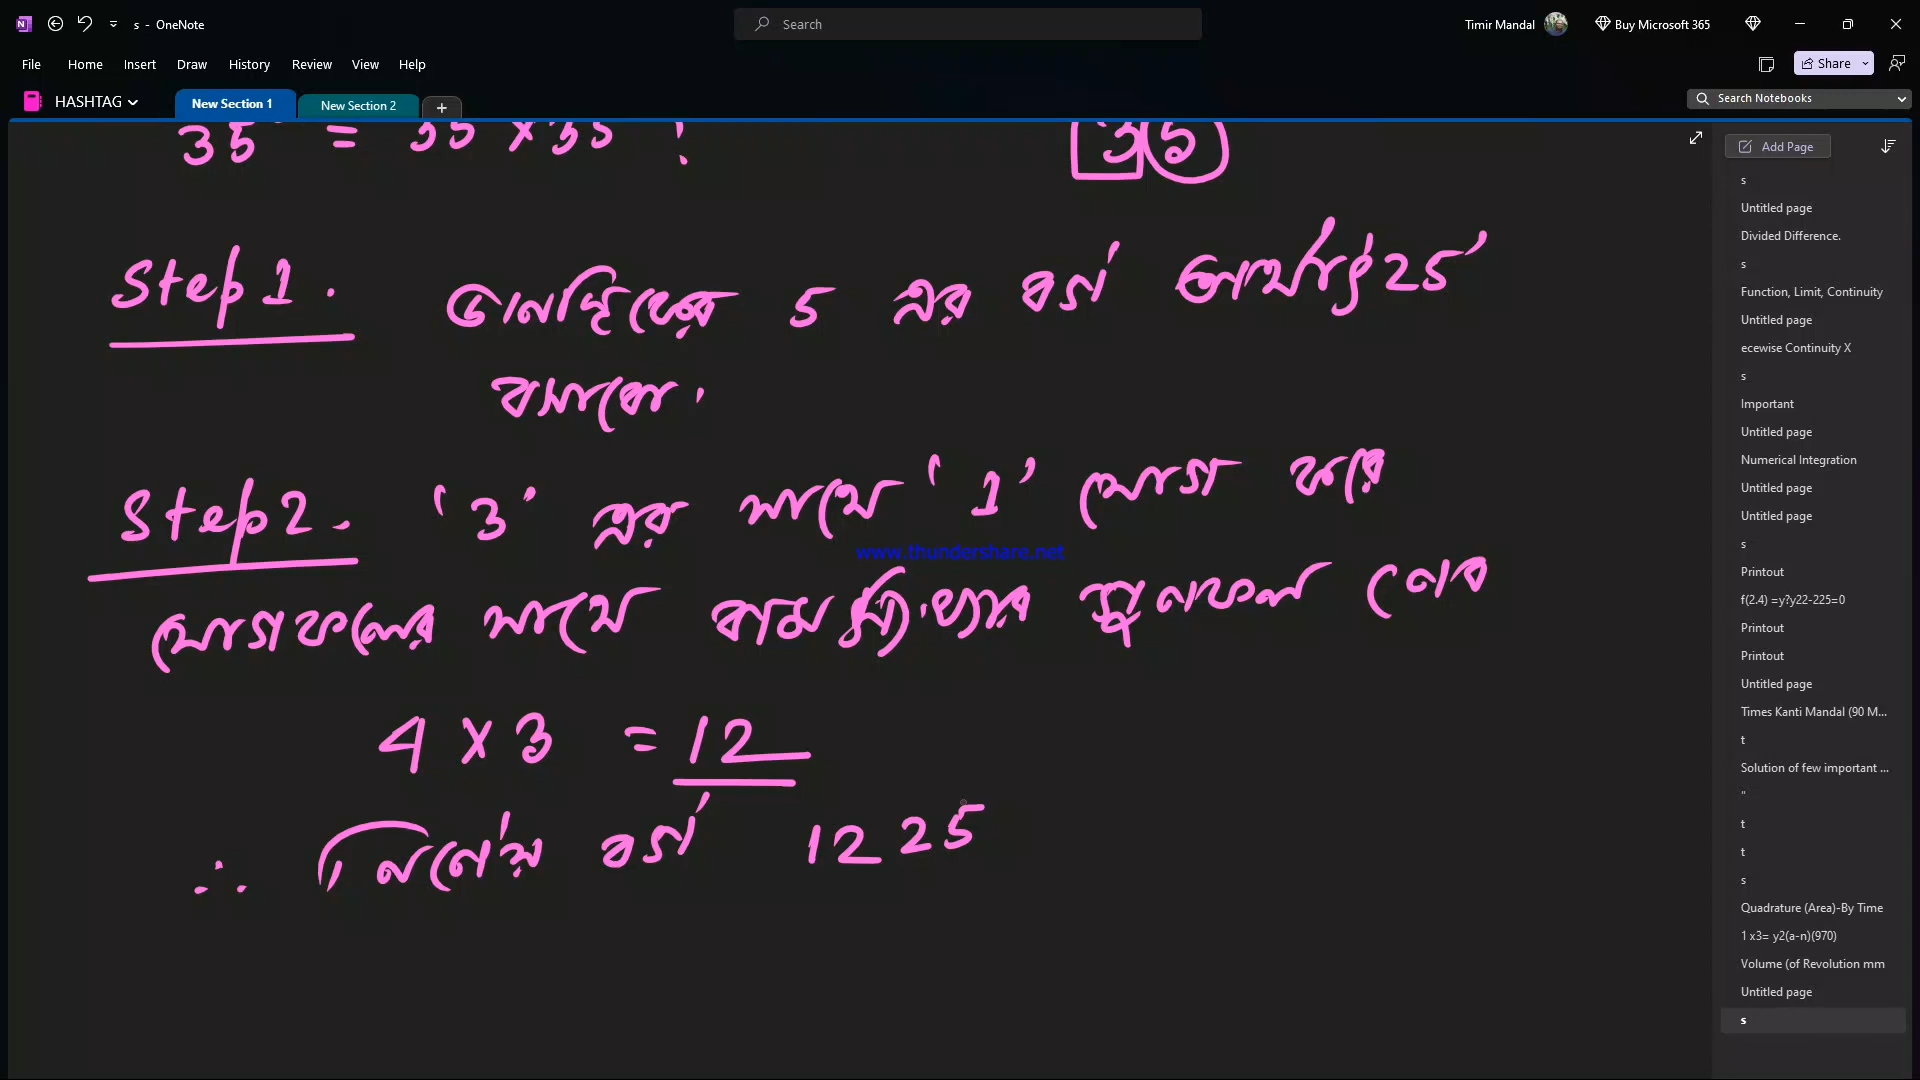 s - OneNote
Search
Timir Mandal
Buy Microsoft 365
File Home Insert Draw History Review View Help
Share
HASHTAG
New Section 1
New Section 2
+
Search Notebooks
35² = 35 x 35 !
35
Step 1. ডানদিকের 5 এর বর্গ অর্থাৎ 25'
বসাবো.
Step 2. '3' এর সাথে '1' যোগ করে
যোগফলের সাথে বাম সংখ্যার গুণফল নেব
www.thundershare.net
4 x 3 = 12
∴ নির্ণেয় বর্গ 1225
Add Page
s
Untitled page
Divided Difference.
s
Function, Limit, Continuity
Untitled page
ecewise Continuity X
s
Important
Untitled page
Numerical Integration
Untitled page
Untitled page
s
Printout
f(2.4) =y?y22-225=0
Printout
Printout
Untitled page
Times Kanti Mandal (90 M...
t
Solution of few important ...
"
t
t
s
Quadrature (Area)-By Time
1 x3= y2(a-n)(970)
Volume (of Revolution mm
Untitled page
s